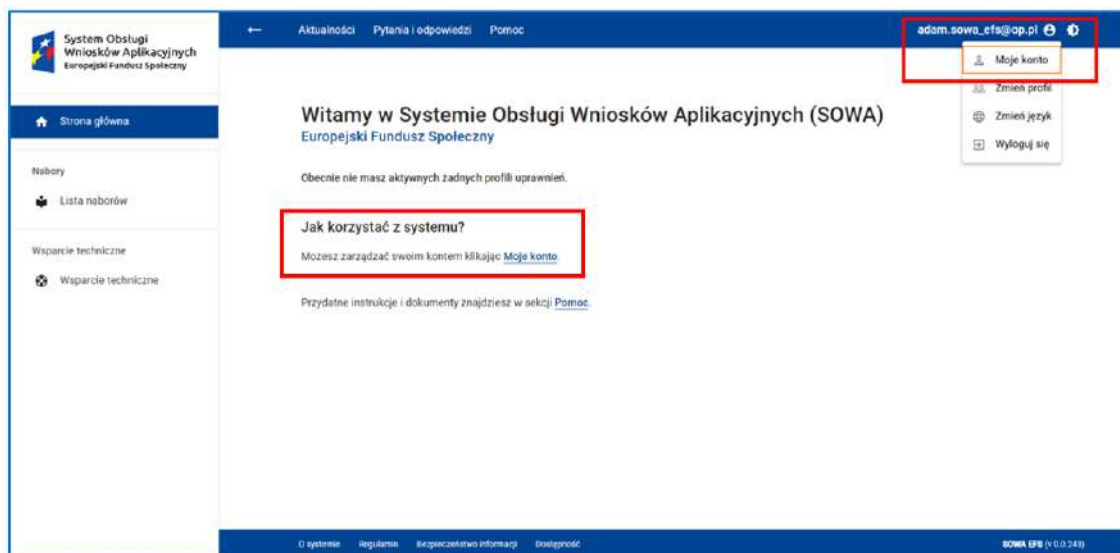 System Obsługi
Wniosków Aplikacyjnych
Europejski Fundusz Społeczny
Aktualności Pytania i odpowiedzi Pomoc
adam.sowa_efs@op.pl
Moje konto
Zmień profil
Zmień język
Wyloguj się
Strona główna
Nabory
Lista naborów
Wsparcie techniczne
Wsparcie techniczne
Witamy w Systemie Obsługi Wniosków Aplikacyjnych (SOWA)
Europejski Fundusz Społeczny
Obecnie nie masz aktywnych żadnych profili uprawnień.
Jak korzystać z systemu?
Możesz zarządzać swoim kontem klikając Moje konto.
Przydatne instrukcje i dokumenty znajdziesz w sekcji Pomoc.
O systemie Regulamin Bezpieczeństwo informacji Dostępność
SOWA EFS (v 0.0.243)